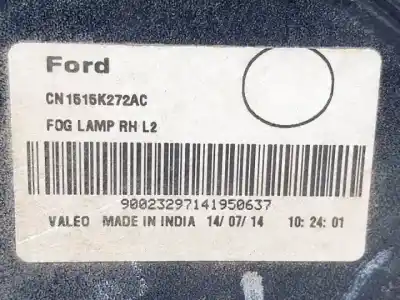 Ford
CN1515K272AC
FOG LAMP RH L2
90023297141950637
VALEO MADE IN INDIA 14/07/14 10:24:01